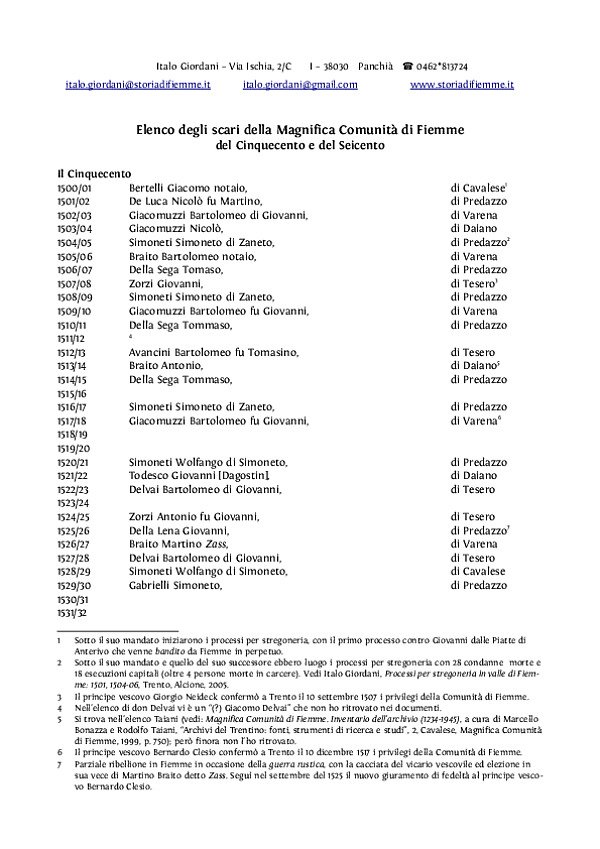 Italo Giordani – Via Ischia, 2/C I – 38030 Panchià ☎ 0462*813724
italo.giordani@storiadifiemme.it italo.giordani@gmail.com www.storiadifiemme.it
Elenco degli scari della Magnifica Comunità di Fiemme
del Cinquecento e del Seicento
Il Cinquecento
1500/01 Bertelli Giacomo notaio, di Cavalese1
1501/02 De Luca Nicolò fu Martino, di Predazzo
1502/03 Giacomuzzi Bartolomeo di Giovanni, di Varena
1503/04 Giacomuzzi Nicolò, di Daiano
1504/05 Simoneti Simoneto di Zaneto, di Predazzo2
1505/06 Braito Bartolomeo notaio, di Varena
1506/07 Della Sega Tomaso, di Predazzo
1507/08 Zorzi Giovanni, di Tesero3
1508/09 Simoneti Simoneto di Zaneto, di Predazzo
1509/10 Giacomuzzi Bartolomeo fu Giovanni, di Varena
1510/11 Della Sega Tommaso, di Predazzo
1511/12 4
1512/13 Avancini Bartolomeo fu Tomasino, di Tesero
1513/14 Braito Antonio, di Daiano5
1514/15 Della Sega Tommaso, di Predazzo
1515/16
1516/17 Simoneti Simoneto di Zaneto, di Predazzo
1517/18 Giacomuzzi Bartolomeo fu Giovanni, di Varena6
1518/19
1519/20
1520/21 Simoneti Wolfango di Simoneto, di Predazzo
1521/22 Todesco Giovanni [Dagostin], di Daiano
1522/23 Delvai Bartolomeo di Giovanni, di Tesero
1523/24
1524/25 Zorzi Antonio fu Giovanni, di Tesero
1525/26 Della Lena Giovanni, di Predazzo7
1526/27 Braito Martino Zass, di Varena
1527/28 Delvai Bartolomeo di Giovanni, di Tesero
1528/29 Simoneti Wolfango di Simoneto, di Cavalese
1529/30 Gabrielli Simoneto, di Predazzo
1530/31
1531/32
1 Sotto il suo mandato iniziarono i processi per stregoneria, con il primo processo contro Giovanni dalle Piatte di
Anterivo che venne bandito da Fiemme in perpetuo.
2 Sotto il suo mandato e quello del suo successore ebbero luogo i processi per stregoneria con 28 condanne morte e
18 esecuzioni capitali (oltre 4 persone morte in carcere). Vedi Italo Giordani, Processi per stregoneria in valle di Fiem-
me: 1501, 1504-06, Trento, Alcione, 2005.
3 Il principe vescovo Giorgio Neideck confermò a Trento il 10 settembre 1507 i privilegi della Comunità di Fiemme.
4 Nell'elenco di don Delvai vi è un "(?) Giacomo Delvai" che non ho ritrovato nei documenti.
5 Si trova nell'elenco Taiani (vedi: Magnifica Comunità di Fiemme. Inventario dell'archivio (1234-1945), a cura di Marcello
Bonazza e Rodolfo Taiani, "Archivi del Trentino: fonti, strumenti di ricerca e studi", 2, Cavalese, Magnifica Comunità
di Fiemme, 1999, p. 750); però finora non l'ho ritrovato.
6 Il principe vescovo Bernardo Clesio confermò a Trento il 10 dicembre 1517 i privilegi della Comunità di Fiemme.
7 Parziale ribellione in Fiemme in occasione della guerra rustica, con la cacciata del vicario vescovile ed elezione in
sua vece di Martino Braito detto Zass. Seguì nel settembre del 1525 il nuovo giuramento di fedeltà al principe vesco-
vo Bernardo Clesio.